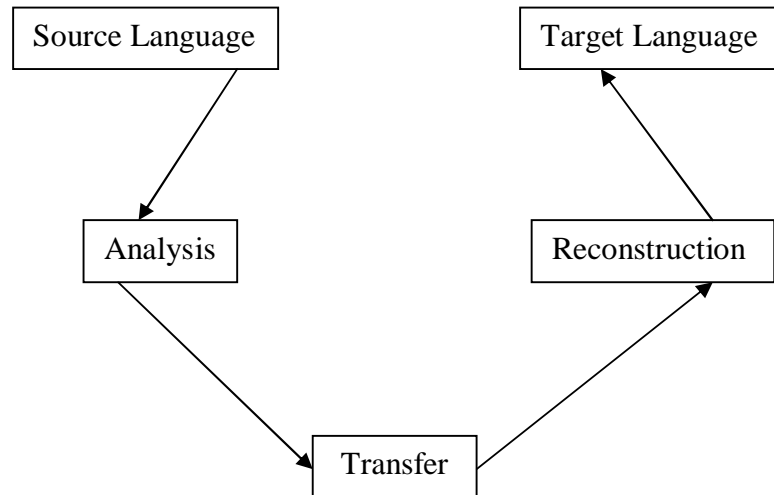 Source Language
Target Language
Analysis
Reconstruction
Transfer